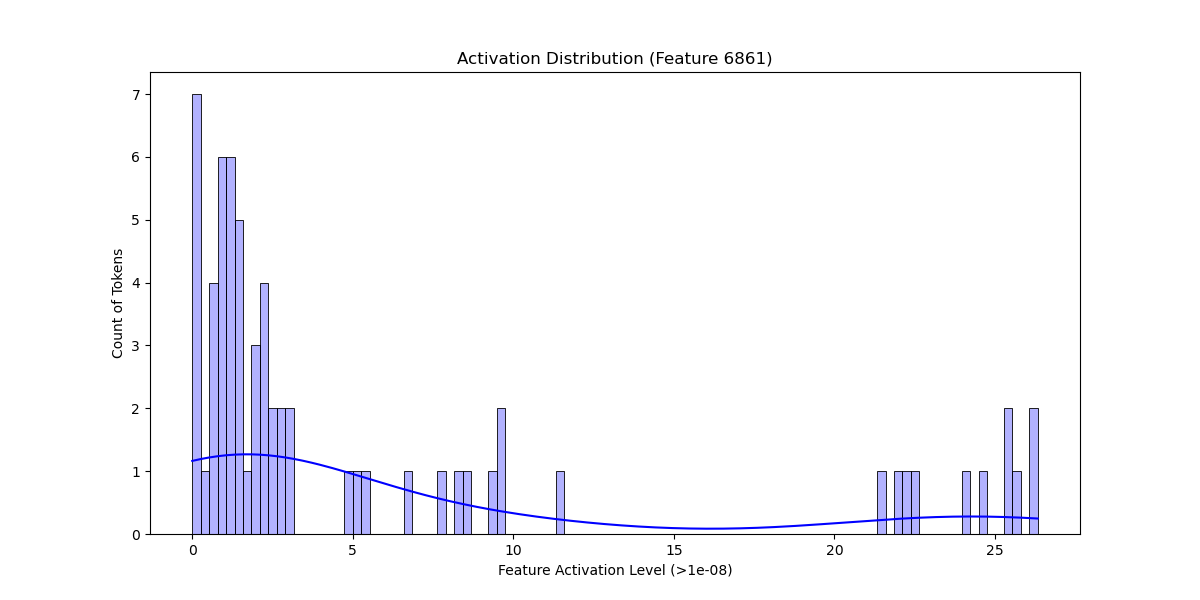 Activation Distribution (Feature 6861)
Count of Tokens
7
6
5
4
3
2
1
0
0 5 10 15 20 25
Feature Activation Level (>1e-08)